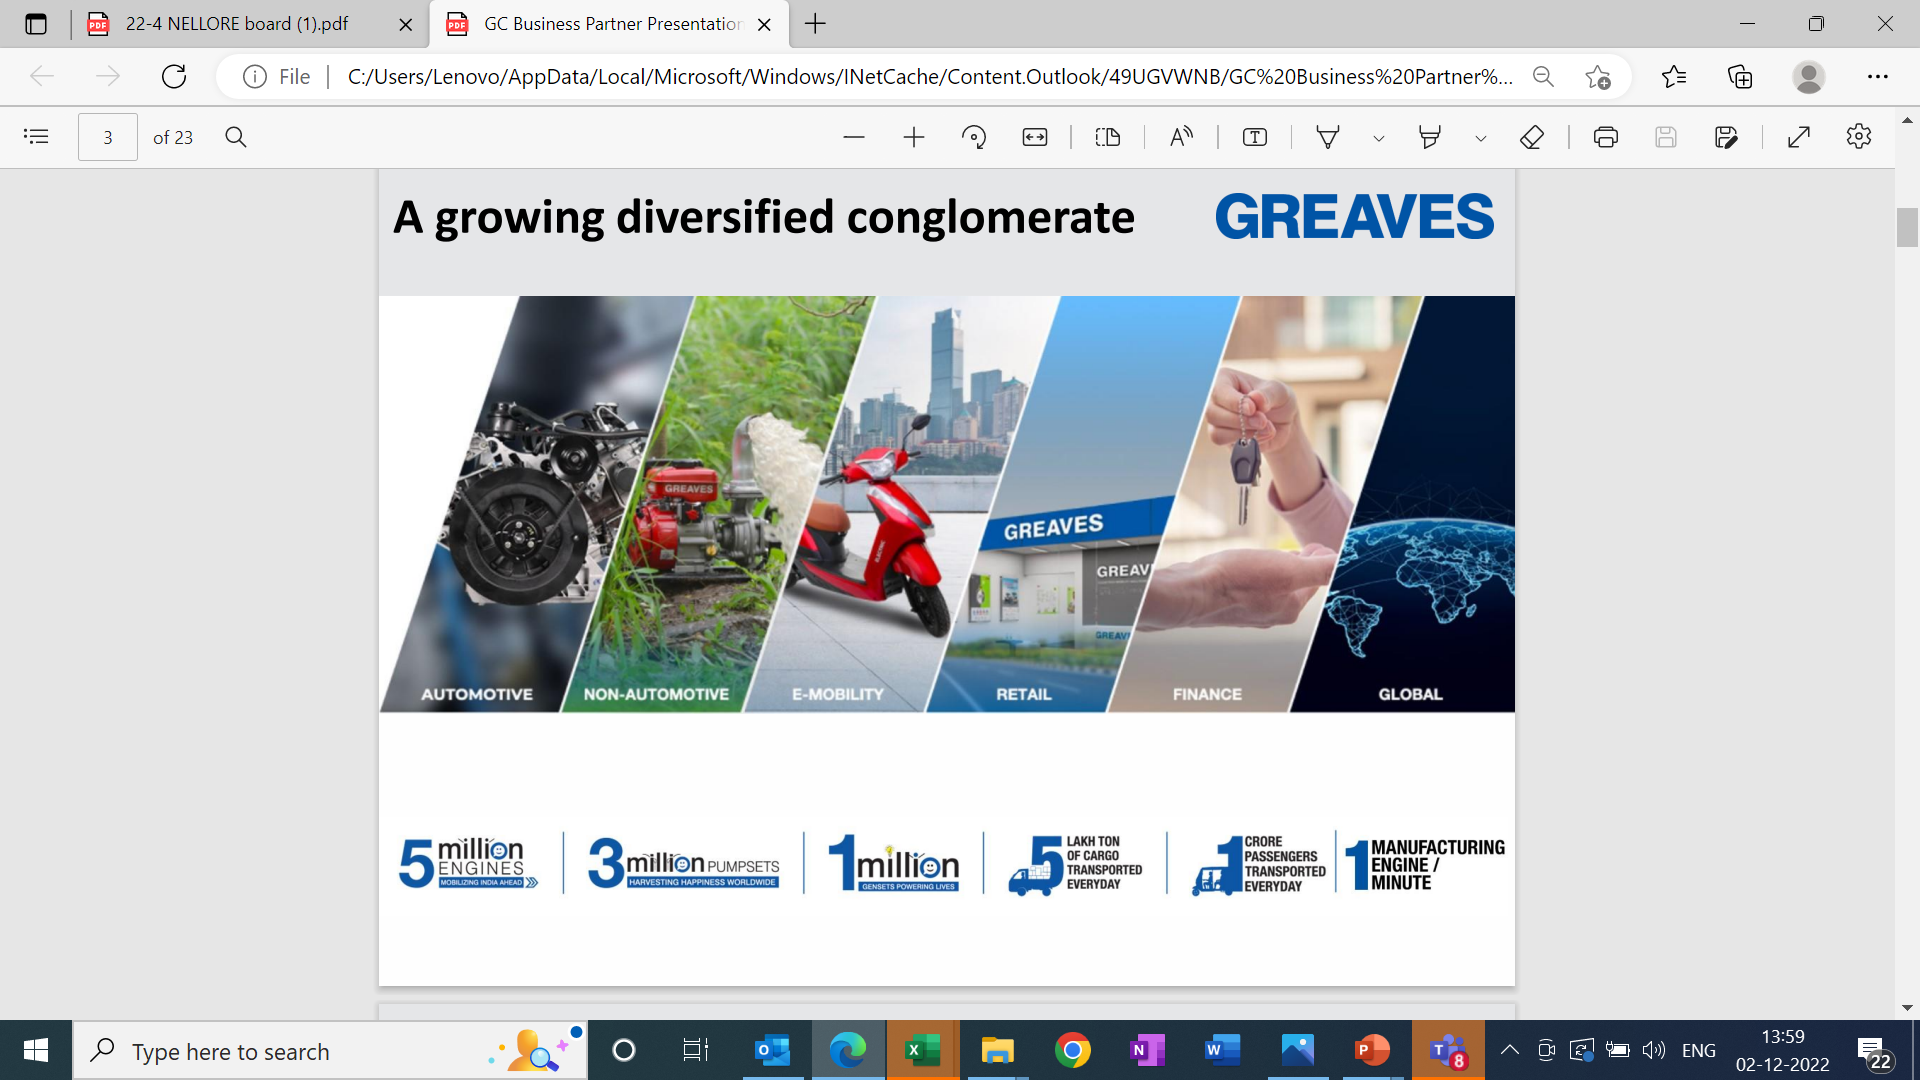 22-4 NELLORE board (1).pdf
GC Business Partner Presentation
File
C:/Users/Lenovo/AppData/Local/Microsoft/Windows/INetCache/Content.Outlook/49UGVWNB/GC%20Business%20Partner%...
3 of 23
A growing diversified conglomerate
GREAVES
GREAVES
ELECTRIC
GREAVES
GREAV
GREAVE
AUTOMOTIVE
NON-AUTOMOTIVE
E-MOBILITY
RETAIL
FINANCE
GLOBAL
5 million
ENGINES
MOBILIZING INDIA AHEAD
3 million PUMPSETS
HARVESTING HAPPINESS WORLDWIDE
1 million
GENSETS POWERING LIVES
5 LAKH TON
OF CARGO
TRANSPORTED
EVERYDAY
1 CRORE
PASSENGERS
TRANSPORTED
EVERYDAY
1 MANUFACTURING
ENGINE /
MINUTE
Type here to search
8
ENG
13:59
02-12-2022
22